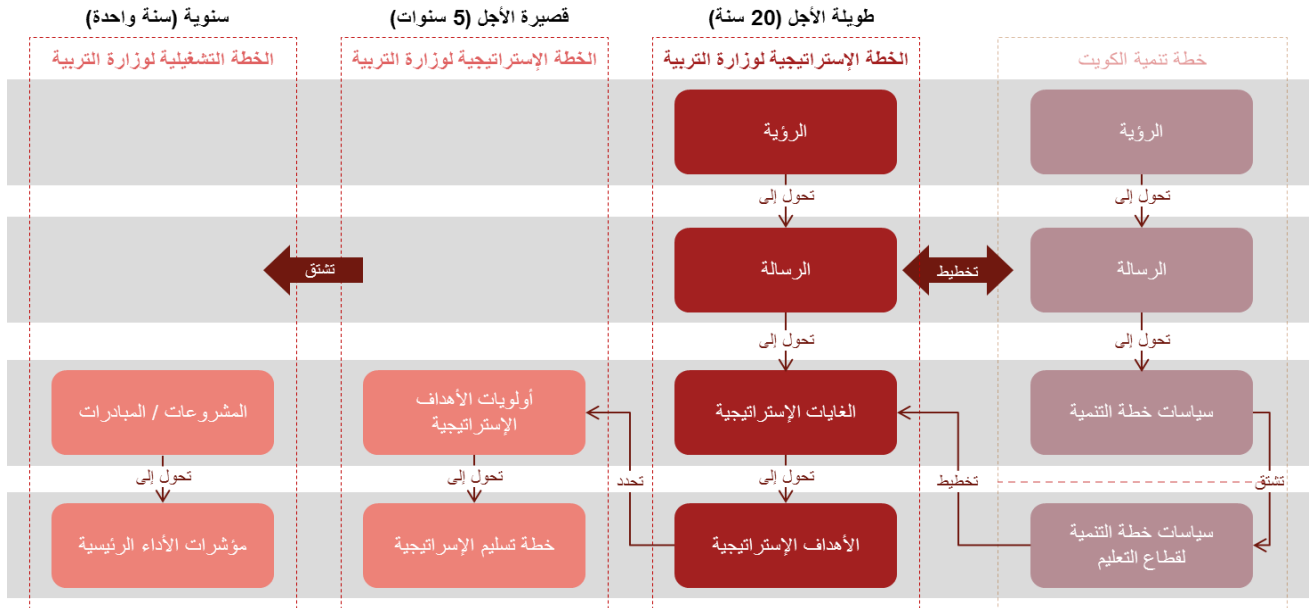 طويلة الأجل (20 سنة)
قصيرة الأجل (5 سنوات)
سنوية (سنة واحدة)
خطة تنمية الكويت
الخطة الإستراتيجية لوزارة التربية
الخطة الإستراتيجية لوزارة التربية
الخطة التشغيلية لوزارة التربية
الرؤية
الرؤية
تحول إلى
تحول إلى
الرسالة
تخطيط
الرسالة
تشتق
تحول إلى
تحول إلى
سياسات خطة التنمية
الغايات الإستراتيجية
أولويات الأهداف
الإستراتيجية
المشروعات / المبادرات
تشتق
تخطيط
تحول إلى
تحدد
تحول إلى
تحول إلى
سياسات خطة التنمية
لقطاع التعليم
الأهداف الإستراتيجية
خطة تسليم الإسراتيجية
مؤشرات الأداء الرئيسية